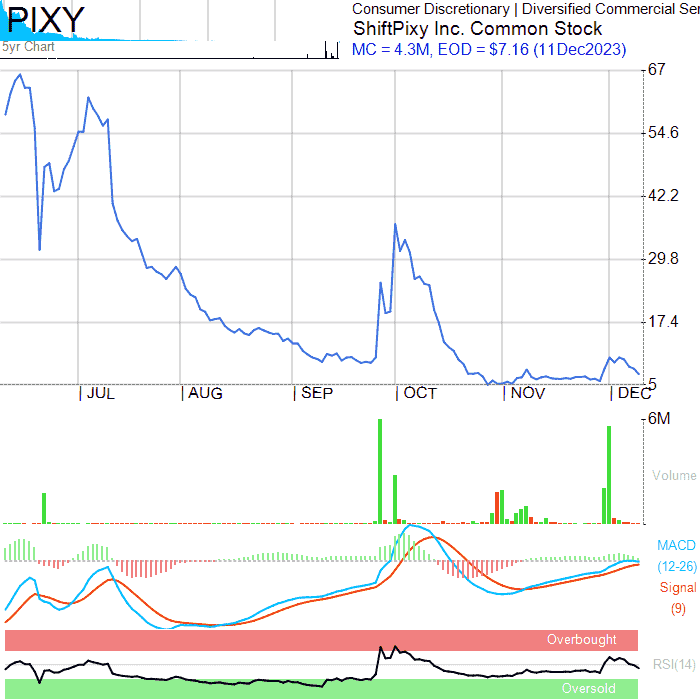 PIXY
5yr Chart
Consumer Discretionary | Diversified Commercial Ser
ShiftPixy Inc. Common Stock
MC = 4.3M, EOD = $7.16 (11Dec2023)
67
54.6
42.2
29.8
17.4
5
JUL
AUG
SEP
OCT
NOV
DEC
6M
Volume
MACD
(12-26)
Signal
(9)
Overbought
RSI(14)
Oversold